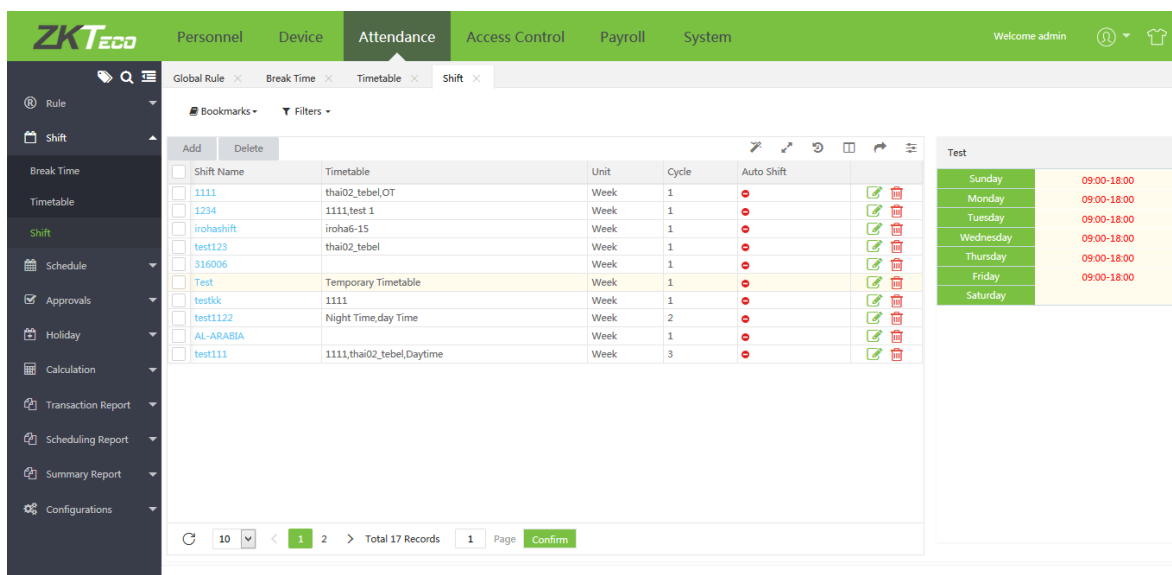 ZKTeco
Personnel Device Attendance Access Control Payroll System Welcome admin
Global Rule Break Time Timetable Shift
Rule
Shift
Break Time
Timetable
Shift
Schedule
Approvals
Holiday
Calculation
Transaction Report
Scheduling Report
Summary Report
Configurations
Bookmarks Filters
Add Delete
Shift Name Timetable Unit Cycle Auto Shift
1111 thai02_tebel,OT Week 1
1234 1111,test 1 Week 1
irohashift iroha6-15 Week 1
test123 thai02_tebel Week 1
316006 Week 1
Test Temporary Timetable Week 1
testkk 1111 Week 1
test1122 Night Time,day Time Week 2
AL-ARABIA Week 1
test111 1111,thai02_tebel,Daytime Week 3
10 1 2 Total 17 Records 1 Page Confirm
Test
Sunday 09:00-18:00
Monday 09:00-18:00
Tuesday 09:00-18:00
Wednesday 09:00-18:00
Thursday 09:00-18:00
Friday 09:00-18:00
Saturday